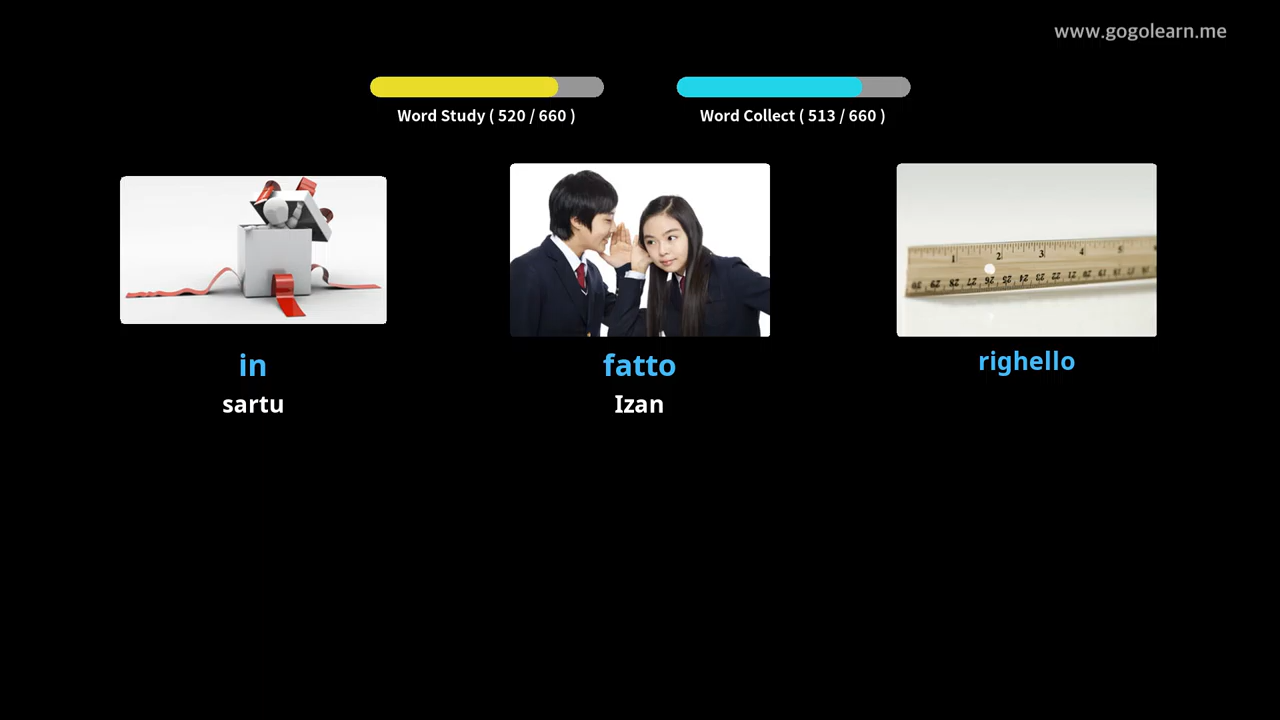 www.gogolearn.me
Word Study ( 520 / 660 )
Word Collect ( 513 / 660 )
in
sartu
fatto
Izan
righello